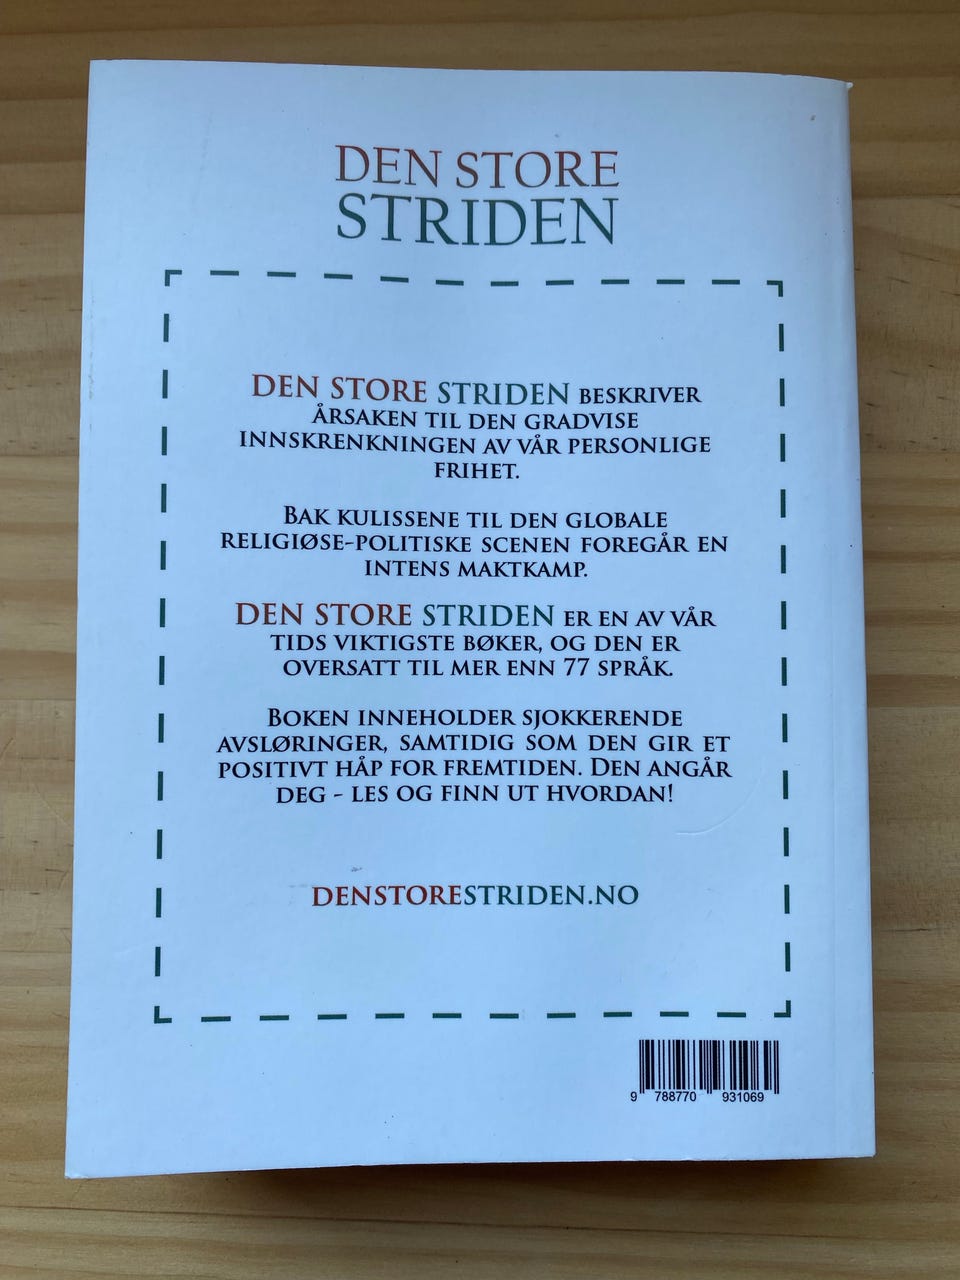 DEN STORE
STRIDEN
DEN STORE STRIDEN BESKRIVER
ÅRSAKEN TIL DEN GRADVISE
INNSKRENKNINGEN AV VÅR PERSONLIGE
FRIHET.
BAK KULISSENE TIL DEN GLOBALE
RELIGIØSE-POLITISKE SCENEN FOREGÅR EN
INTENS MAKTKAMP.
DEN STORE STRIDEN ER EN AV VÅR
TIDS VIKTIGSTE BØKER, OG DEN ER
OVERSATT TIL MER ENN 77 SPRÅK.
BOKEN INNEHOLDER SJOKKERENDE
AVSLØRINGER, SAMTIDIG SOM DEN GIR ET
POSITIVT HÅP FOR FREMTIDEN. DEN ANGÅR
DEG - LES OG FINN UT HVORDAN!
DENSTORESTRIDEN.NO
9 788770 931069